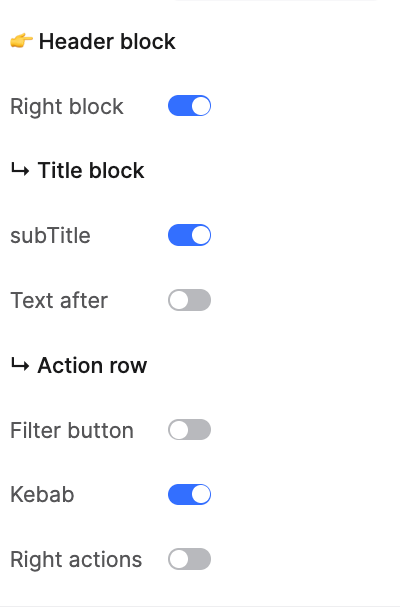 👉 Header block
Right block
↳ Title block
subTitle
Text after
↳ Action row
Filter button
Kebab
Right actions